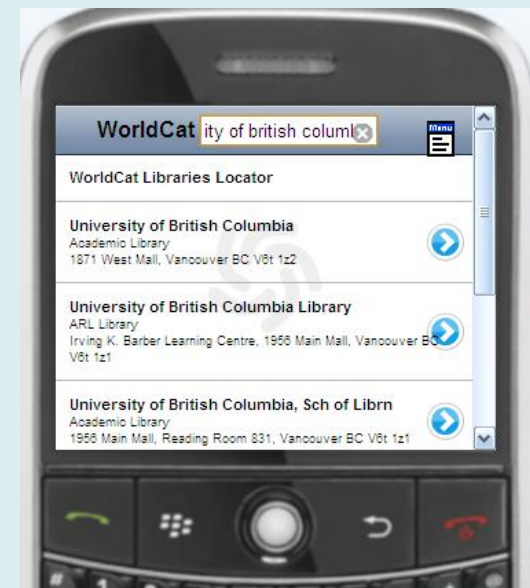 WorldCat ity of british columb
Menu
WorldCat Libraries Locator
University of British Columbia
Academic Library
1871 West Mall, Vancouver BC V6t 1z2
University of British Columbia Library
ARL Library
Irving K. Barber Learning Centre, 1956 Main Mall, Vancouver BC
V6t 1z1
University of British Columbia, Sch of Librn
Academic Library
1956 Main Mall, Reading Room 831, Vancouver BC V6t 1z1
# 1